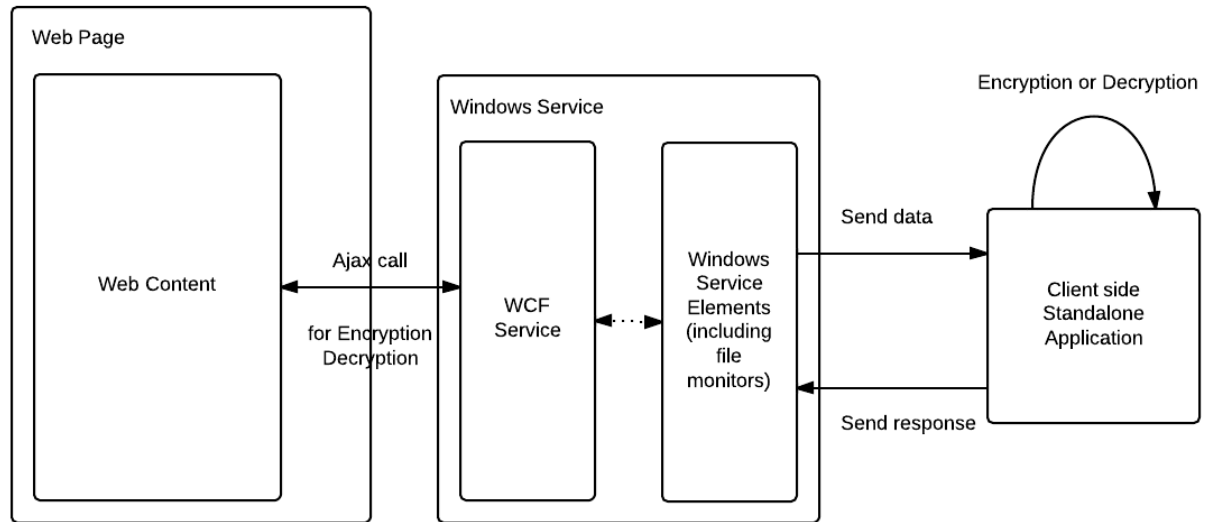 Web Page
Web Content
Ajax call
for Encryption
Decryption
Windows Service
WCF
Service
Windows
Service
Elements
(including
file
monitors)
Send data
Send response
Encryption or Decryption
Client side
Standalone
Application